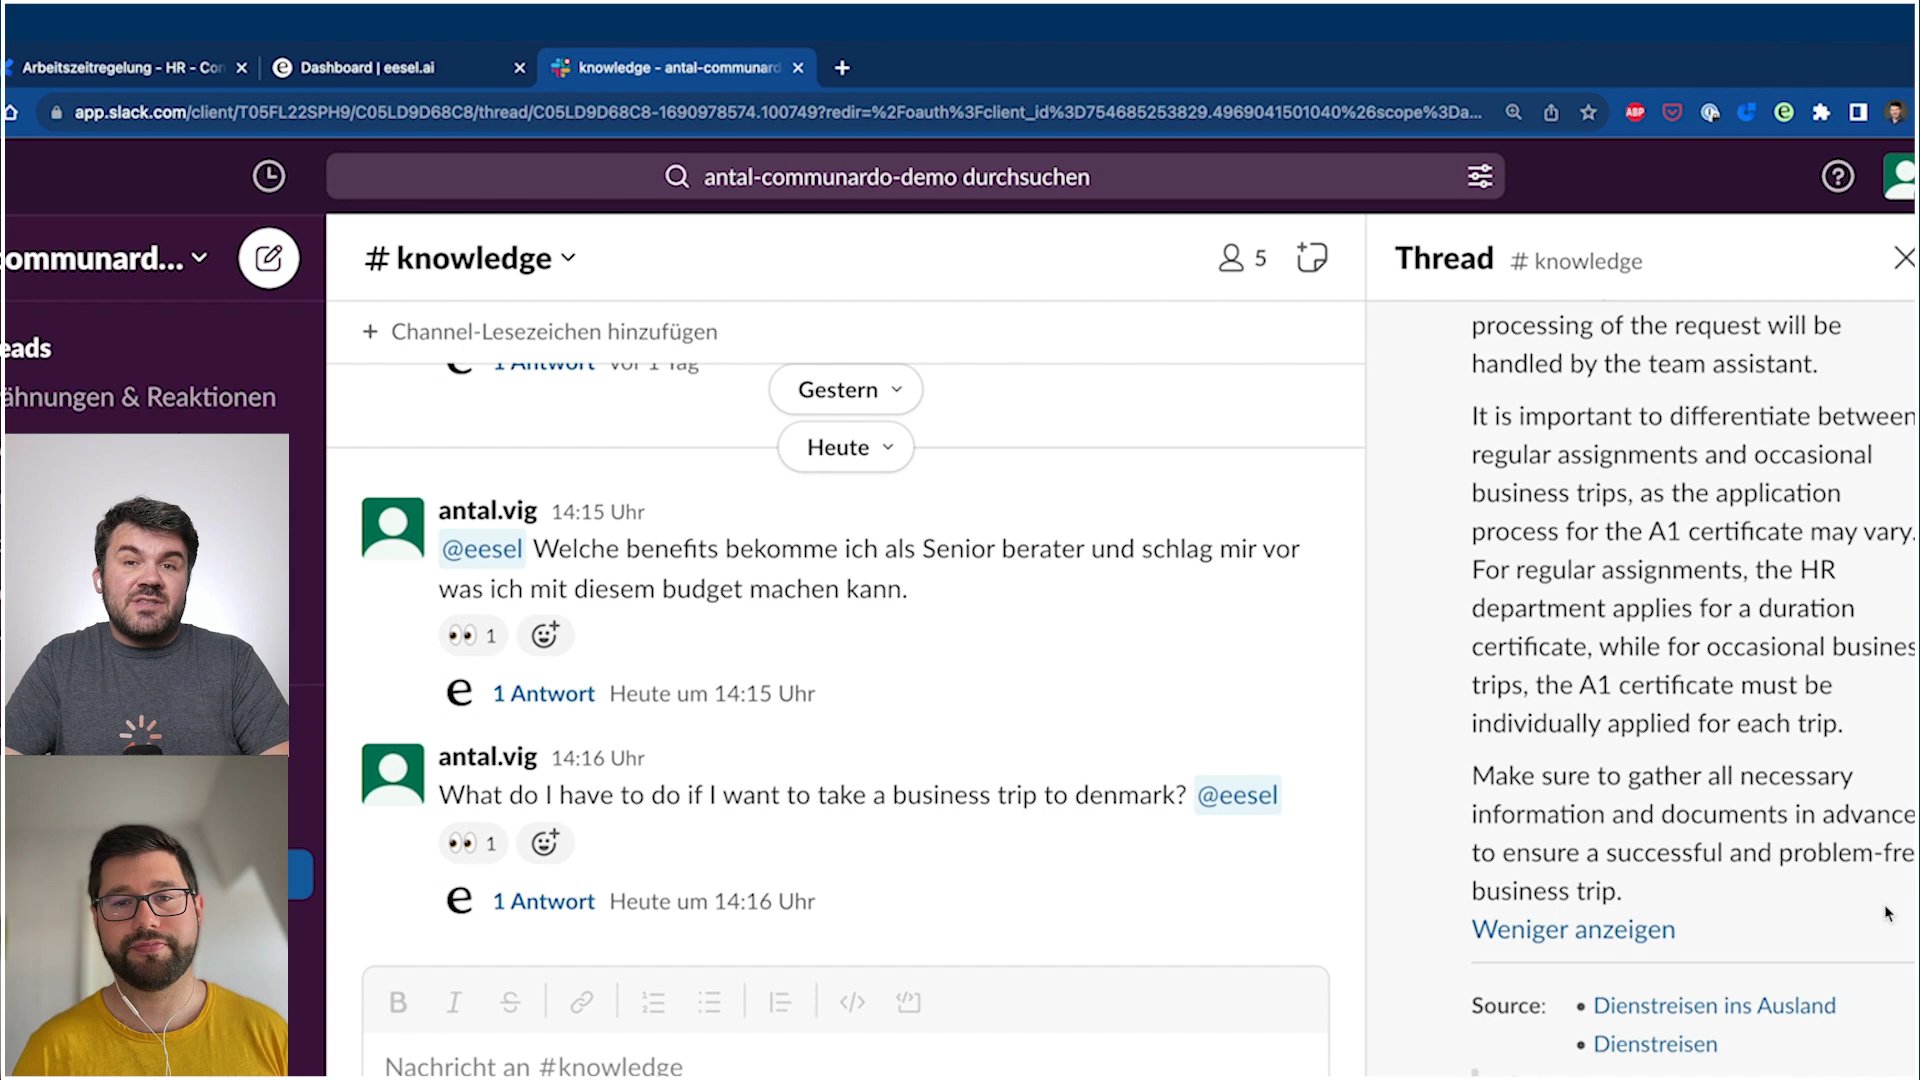 Arbeitszeitregelung - HR - Con
Dashboard | eesel.ai
knowledge - antal-communard
app.slack.com/client/T05FL22SPH9/C05LD9D68C8/thread/C05LD9D68C8-1690978574.100749?redir=%2Foauth%3Fclient_id%3D754685253829.4969041501040%26scope%3Da...
ABP
antal-communardo-demo durchsuchen
ommunard...
# knowledge
5
Thread # knowledge
+ Channel-Lesezeichen hinzufügen
eads
ähnungen & Reaktionen
1 Antwort vor 1 Tag
Gestern
Heute
antal.vig 14:15 Uhr
@eesel Welche benefits bekomme ich als Senior berater und schlag mir vor
was ich mit diesem budget machen kann.
1
1 Antwort Heute um 14:15 Uhr
antal.vig 14:16 Uhr
What do I have to do if I want to take a business trip to denmark? @eesel
1
1 Antwort Heute um 14:16 Uhr
Nachricht an #knowledge
processing of the request will be
handled by the team assistant.
It is important to differentiate between
regular assignments and occasional
business trips, as the application
process for the A1 certificate may vary.
For regular assignments, the HR
department applies for a duration
certificate, while for occasional busines
trips, the A1 certificate must be
individually applied for each trip.
Make sure to gather all necessary
information and documents in advance
to ensure a successful and problem-fre
business trip.
Weniger anzeigen
Source: • Dienstreisen ins Ausland
• Dienstreisen